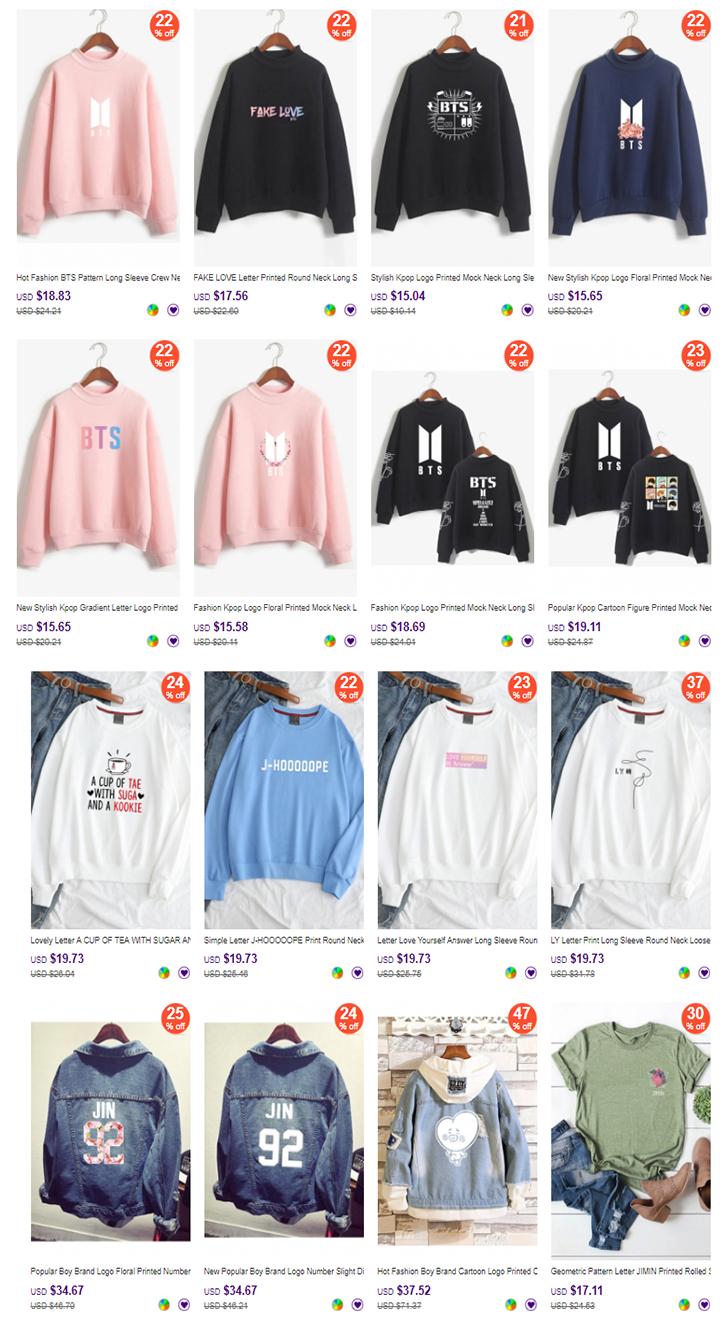 22
% off
22
% off
21
% off
22
% off
BTS
FAKE LOVE
BTS
BTS
Hot Fashion BTS Pattern Long Sleeve Crew Ne
FAKE LOVE Letter Printed Round Neck Long S
Stylish Kpop Logo Printed Mock Neck Long Sle
New Stylish Kpop Logo Floral Printed Mock Nec
USD $18.83
USD $17.56
USD $15.04
USD $15.65
USD $24.21
USD $22.60
USD $19.14
USD $20.21
22
% off
22
% off
22
% off
23
% off
BTS
BTS
BTS
BTS
BTS
New Stylish Kpop Gradient Letter Logo Printed
Fashion Kpop Logo Floral Printed Mock Neck L
Fashion Kpop Logo Printed Mock Neck Long Sl
Popular Kpop Cartoon Figure Printed Mock Nec
USD $15.65
USD $15.58
USD $18.69
USD $19.11
USD $20.21
USD $20.11
USD $24.01
USD $24.87
24
% off
22
% off
23
% off
37
% off
A CUP OF TAE
WITH SUGA
AND A KOOKIE
J-HOOOOOPE
LOVE YOURSELF
LY
Lovely Letter A CUP OF TEA WITH SUGAR AN
Simple Letter J-HOOOOOPE Print Round Neck
Letter Love Yourself Answer Long Sleeve Roun
LY Letter Print Long Sleeve Round Neck Loose
USD $19.73
USD $19.73
USD $19.73
USD $19.73
USD $26.04
USD $25.46
USD $25.75
USD $31.78
25
% off
24
% off
47
% off
30
% off
JIN
92
JIN
92
JIMIN
Popular Boy Brand Logo Floral Printed Number
New Popular Boy Brand Logo Number Slight Di
Hot Fashion Boy Brand Cartoon Logo Printed C
Geometric Pattern Letter JIMIN Printed Rolled S
USD $34.67
USD $34.67
USD $37.52
USD $17.11
USD $46.79
USD $46.21
USD $71.37
USD $24.53